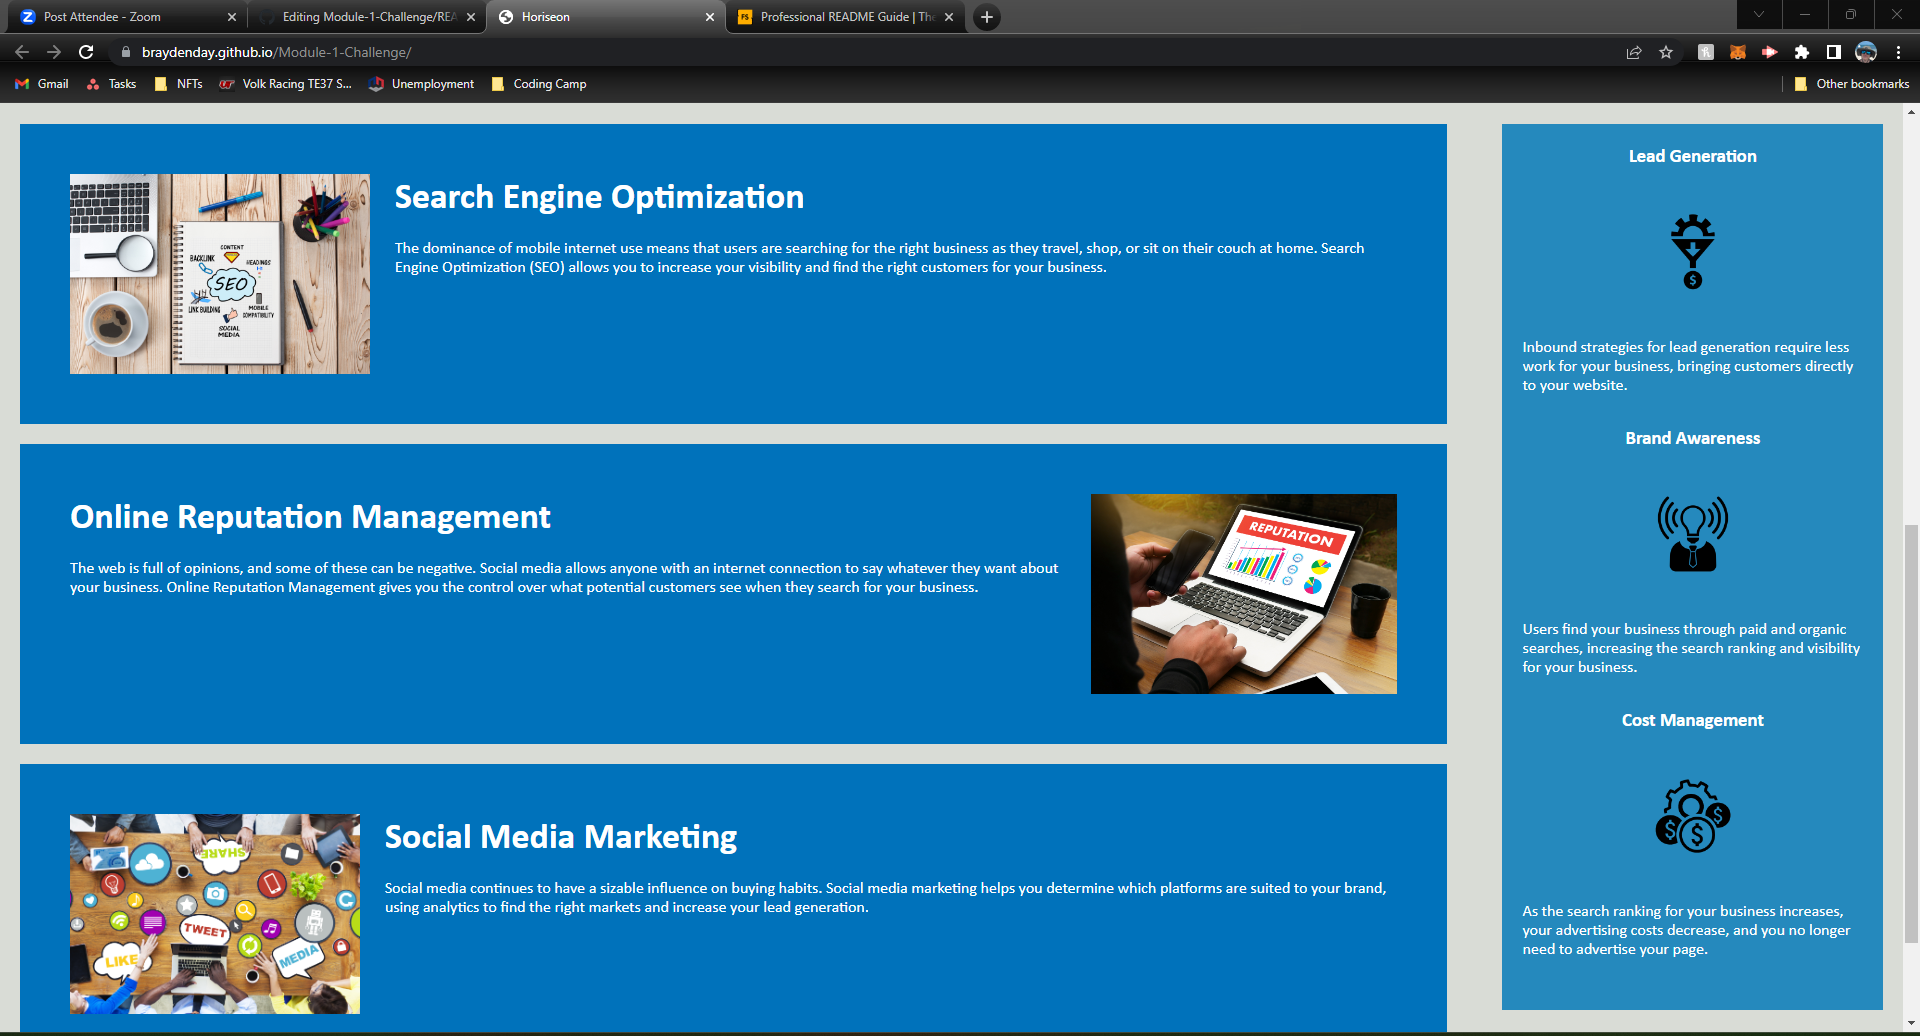 Post Attendee - Zoom
Editing Module-1-Challenge/REA
Horiseon
Professional README Guide | The
braydenday.github.io/Module-1-Challenge/
Gmail
Tasks
NFTs
Volk Racing TE37 S...
Unemployment
Coding Camp
Other bookmarks
CONTENT
BACKLINK
HEADINGS
SEO
LINK BUILDING
MOBILE
COMPATIBILITY
SOCIAL
MEDIA
Search Engine Optimization
The dominance of mobile internet use means that users are searching for the right business as they travel, shop, or sit on their couch at home. Search
Engine Optimization (SEO) allows you to increase your visibility and find the right customers for your business.
Online Reputation Management
The web is full of opinions, and some of these can be negative. Social media allows anyone with an internet connection to say whatever they want about
your business. Online Reputation Management gives you the control over what potential customers see when they search for your business.
REPUTATION
SHARE
TWEET
LIKE
MEDIA
Social Media Marketing
Social media continues to have a sizable influence on buying habits. Social media marketing helps you determine which platforms are suited to your brand,
using analytics to find the right markets and increase your lead generation.
Lead Generation
Inbound strategies for lead generation require less
work for your business, bringing customers directly
to your website.
Brand Awareness
Users find your business through paid and organic
searches, increasing the search ranking and visibility
for your business.
Cost Management
As the search ranking for your business increases,
your advertising costs decrease, and you no longer
need to advertise your page.